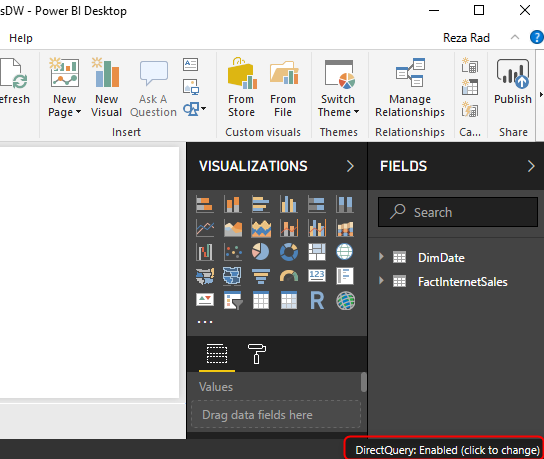 sDW - Power BI Desktop
Help
Reza Rad
efresh
New Page
New Visual
Ask A Question
From Store
From File
Switch Theme
Manage Relationships
Publish
Insert
Custom visuals
Themes
Relationships
Ca...
Share
VISUALIZATIONS
FIELDS
Search
DimDate
FactInternetSales
123
R
...
Values
Drag data fields here
DirectQuery: Enabled (click to change)